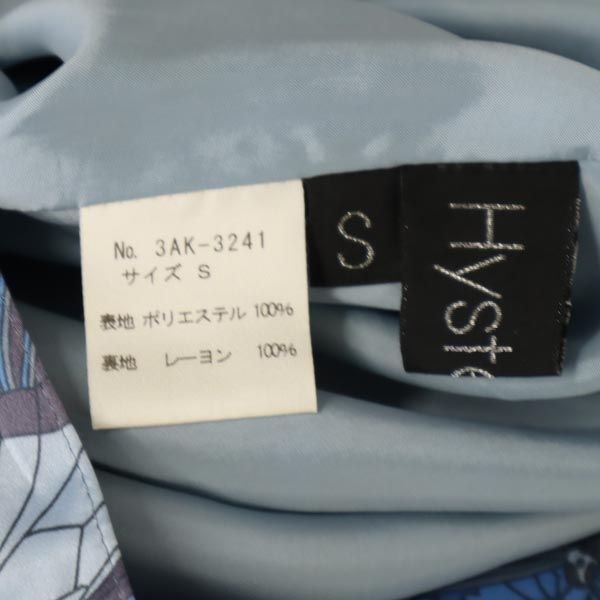 No. 3AK-3241
サイズ S
表地 ポリエステル 100%
裏地 レーヨン 100%
S
Hyste